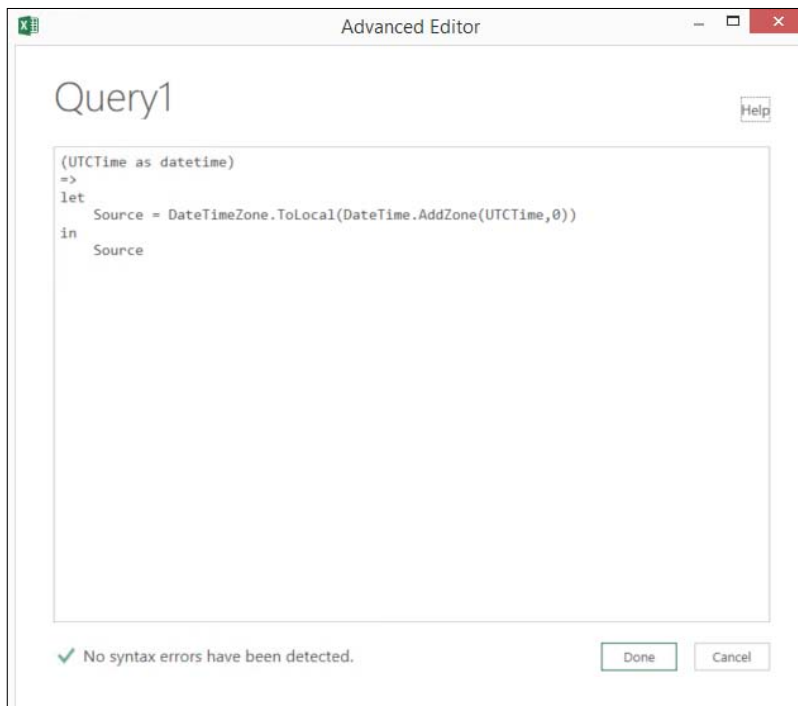 Advanced Editor
Query1
Help
(UTCTime as datetime)
=>
let
    Source = DateTimeZone.ToLocal(DateTime.AddZone(UTCTime,0))
in
    Source
No syntax errors have been detected.
Done
Cancel